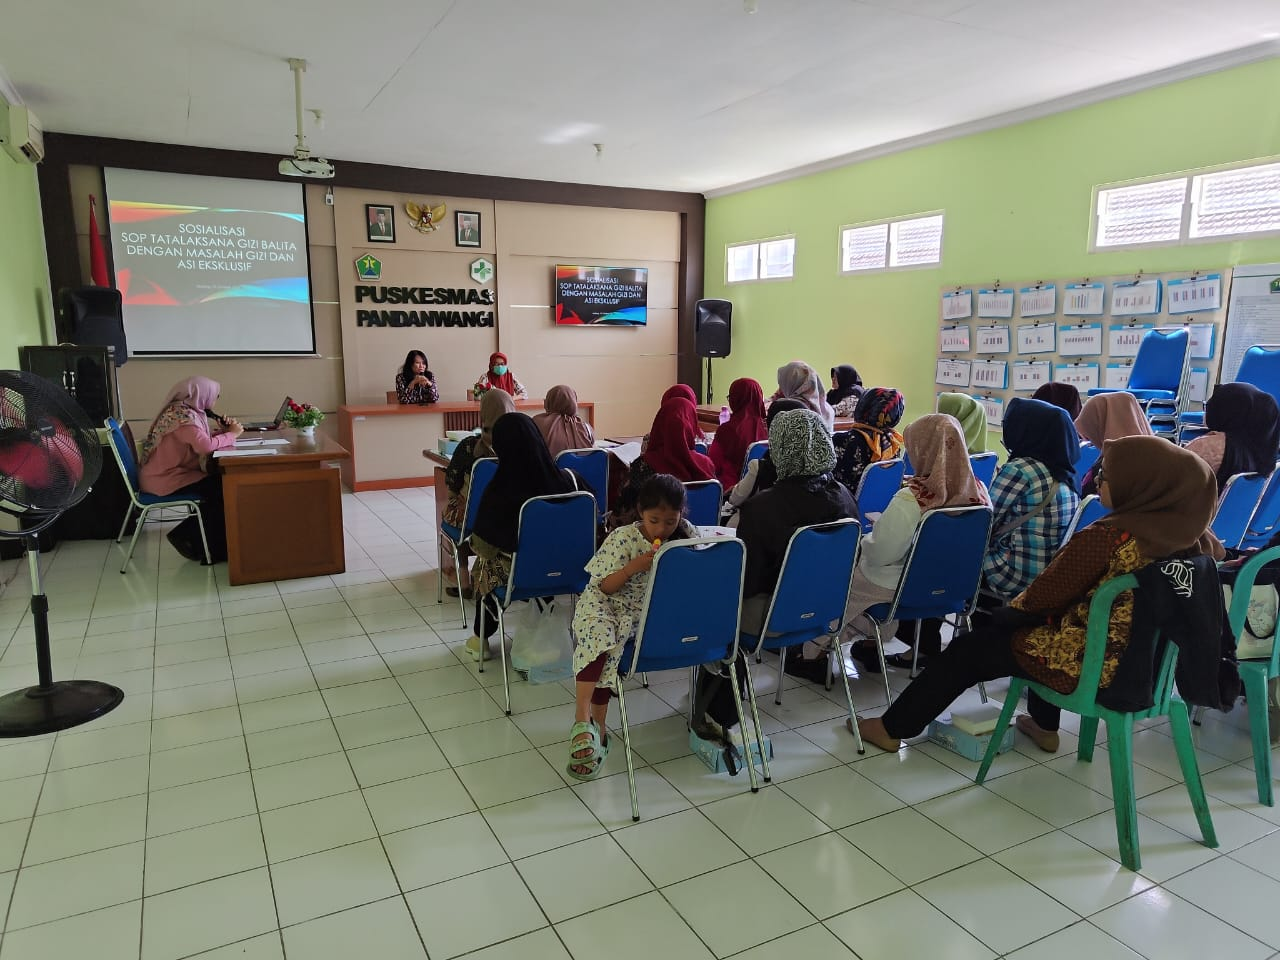 SOSIALISASI
SOP TATALAKSANA GIZI BALITA
DENGAN MASALAH GIZI DAN
ASI EKSKLUSIF
PUSKESMAS
PANDANWANGI
SOSIALISASI
SOP TATALAKSANA GIZI BALITA
DENGAN MASALAH GIZI DAN
ASI EKSKLUSIF